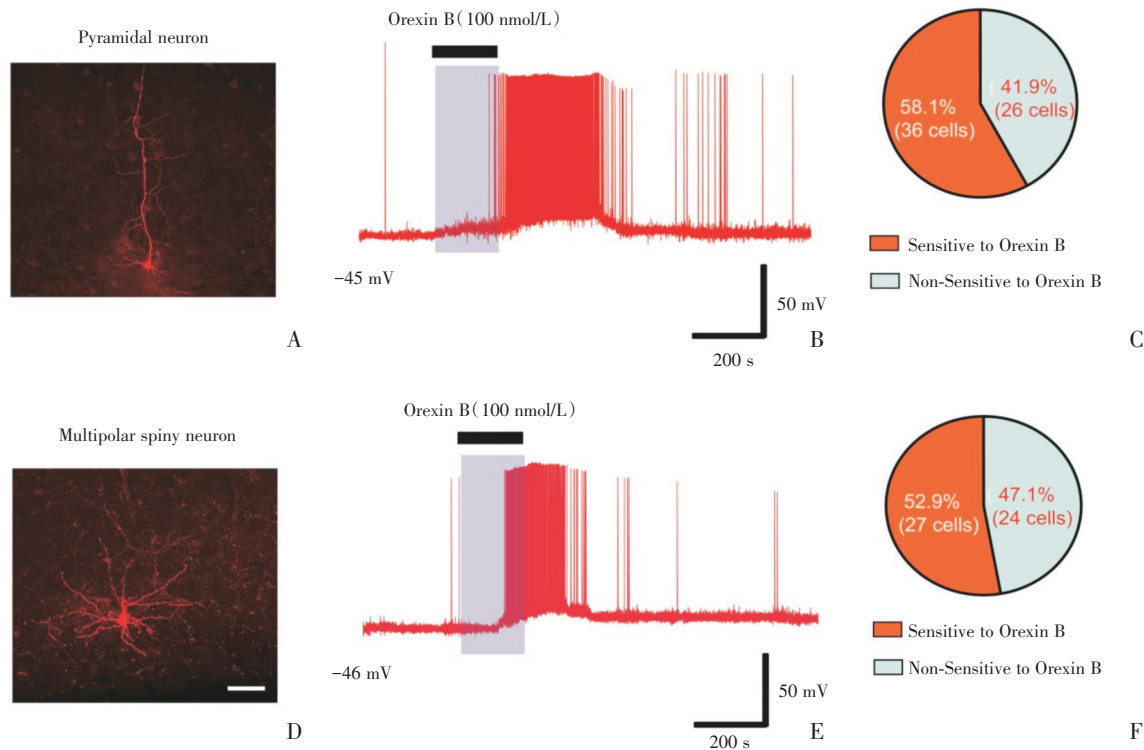 Pyramidal neuron
A
Orexin B(100 nmol/L)
−45 mV
50 mV
200 s
B
58.1%
(36 cells)
41.9%
(26 cells)
Sensitive to Orexin B
Non-Sensitive to Orexin B
C
Multipolar spiny neuron
D
Orexin B(100 nmol/L)
−46 mV
50 mV
200 s
E
52.9%
(27 cells)
47.1%
(24 cells)
Sensitive to Orexin B
Non-Sensitive to Orexin B
F